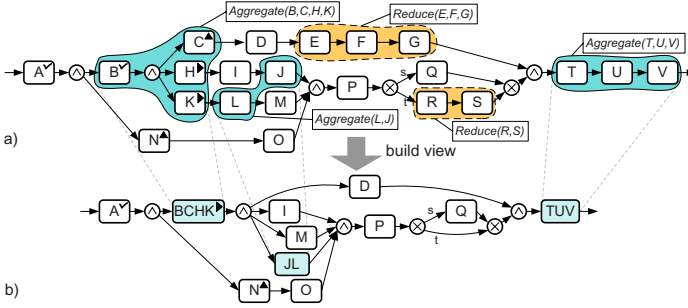 Aggregate(B,C,H,K)
Reduce(E,F,G)
C D E F G
Aggregate(T,U,V)
A B H I J P s Q T U V
K L M t R S
N O Aggregate(L,J) Reduce(R,S)
a)
build view
D
A BCHK I P s Q TUV
M t
JL
N O
b)